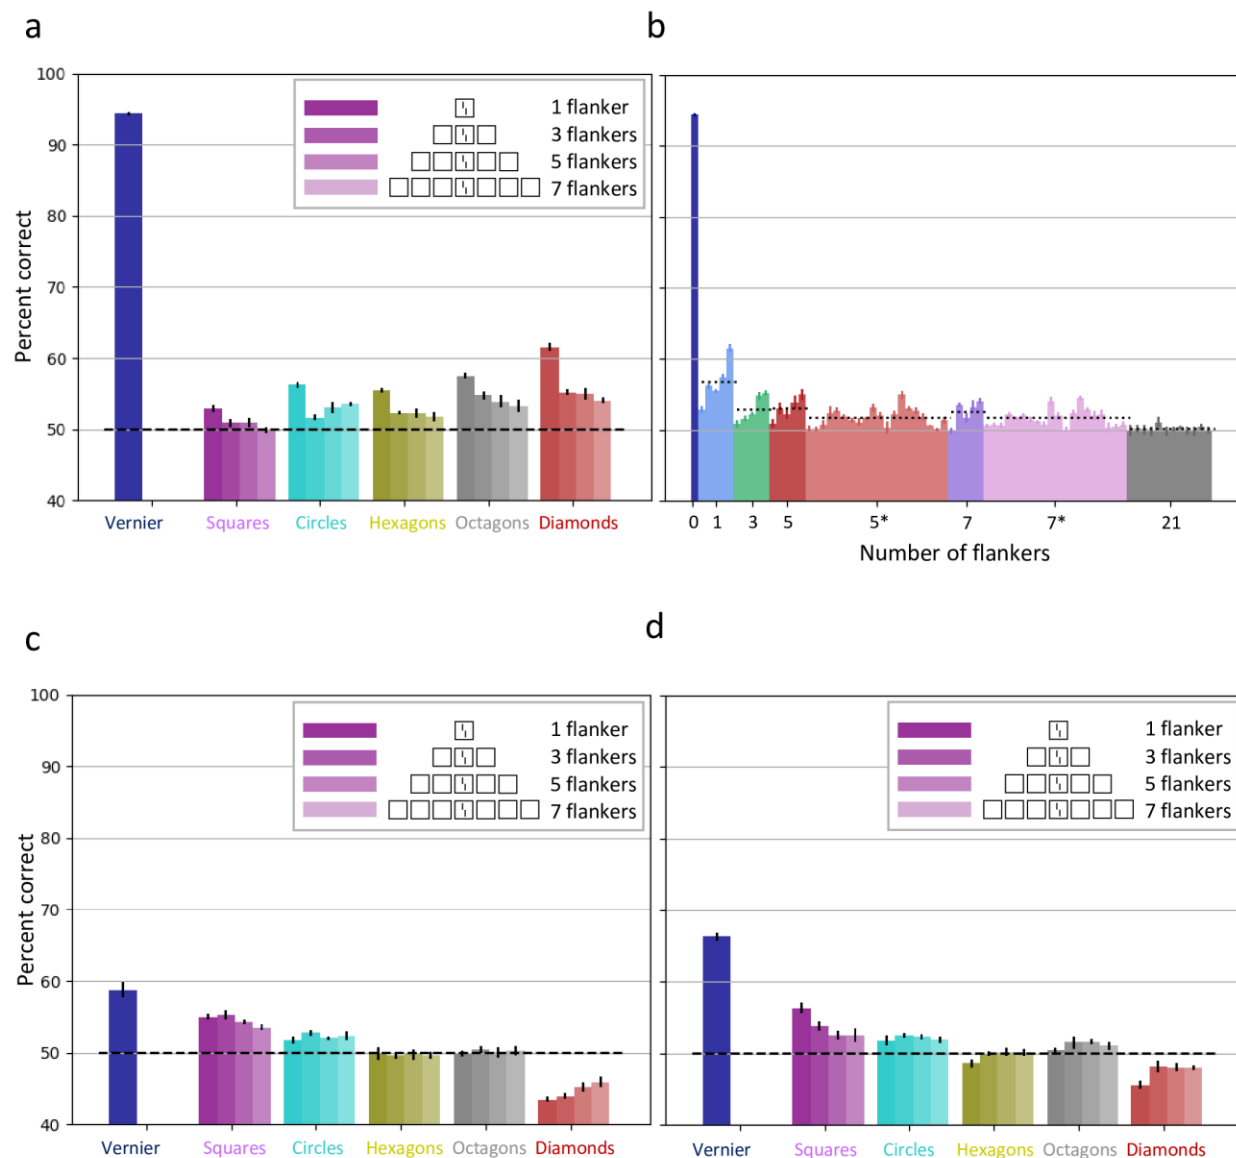 a
b
100
90
80
70
60
50
40
Percent correct
1 flanker
3 flankers
5 flankers
7 flankers
Vernier Squares Circles Hexagons Octagons Diamonds
0 1 3 5 5* 7 7* 21
Number of flankers
c
d
100
90
80
70
60
50
40
Percent correct
1 flanker
3 flankers
5 flankers
7 flankers
1 flanker
3 flankers
5 flankers
7 flankers
Vernier Squares Circles Hexagons Octagons Diamonds
Vernier Squares Circles Hexagons Octagons Diamonds